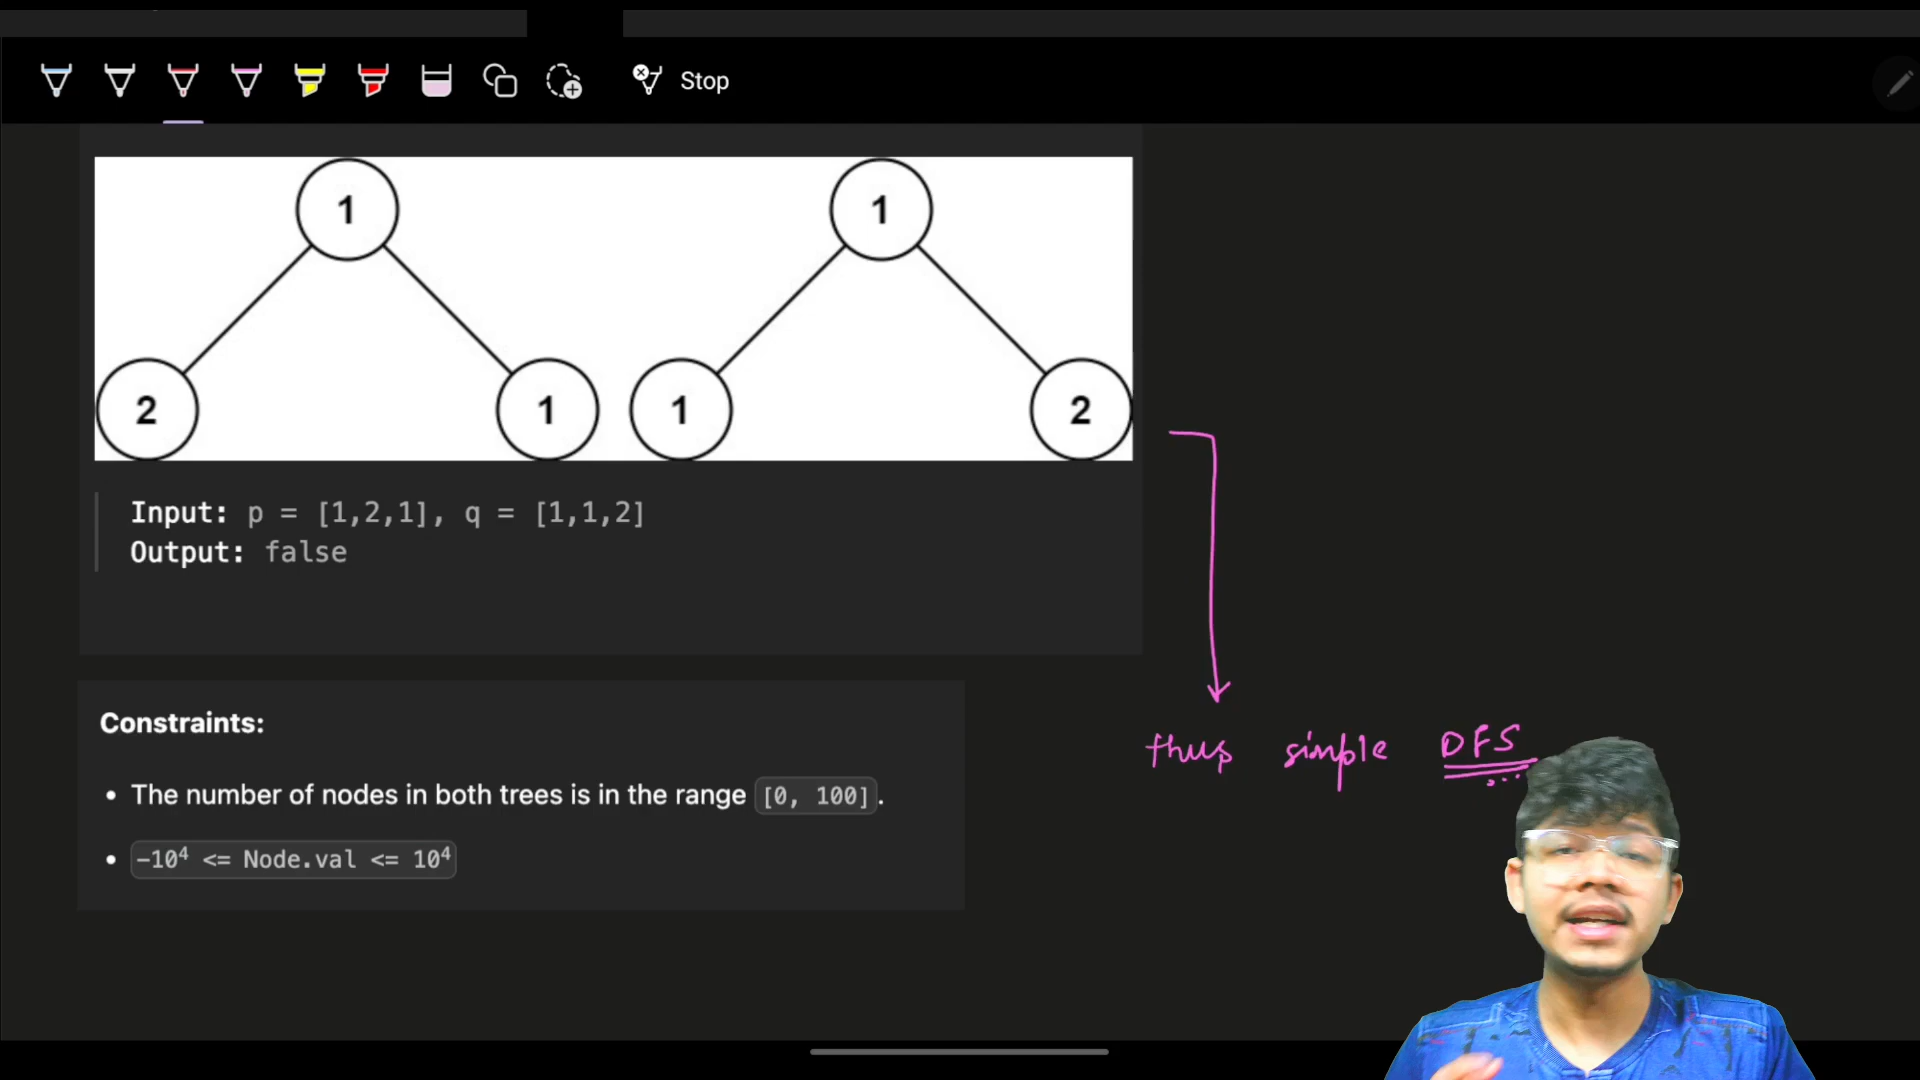 Stop
1
1
2
1
1
2
Input: p = [1,2,1], q = [1,1,2]
Output: false
Constraints:
• The number of nodes in both trees is in the range [0, 100].
• -10⁴ <= Node.val <= 10⁴
thus simple DFS